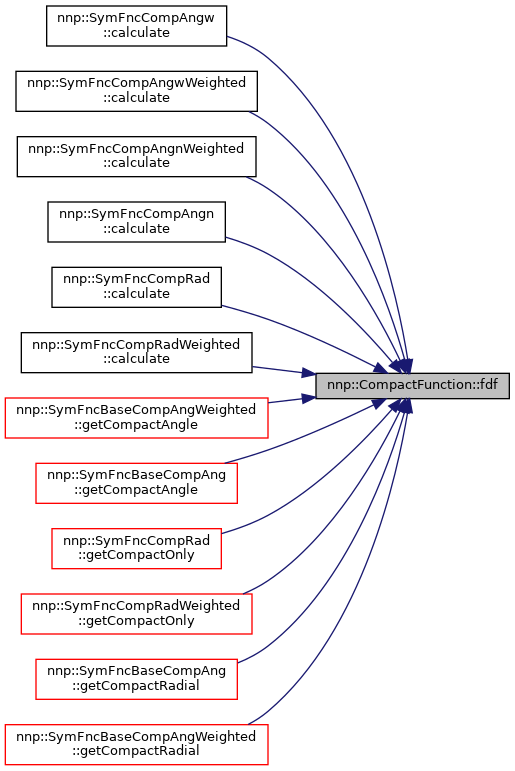 nnp::SymFncCompAngw
::calculate
nnp::SymFncCompAngwWeighted
::calculate
nnp::SymFncCompAngnWeighted
::calculate
nnp::SymFncCompAngn
::calculate
nnp::SymFncCompRad
::calculate
nnp::SymFncCompRadWeighted
::calculate
nnp::CompactFunction::fdf
nnp::SymFncBaseCompAngWeighted
::getCompactAngle
nnp::SymFncBaseCompAng
::getCompactAngle
nnp::SymFncCompRad
::getCompactOnly
nnp::SymFncCompRadWeighted
::getCompactOnly
nnp::SymFncBaseCompAng
::getCompactRadial
nnp::SymFncBaseCompAngWeighted
::getCompactRadial